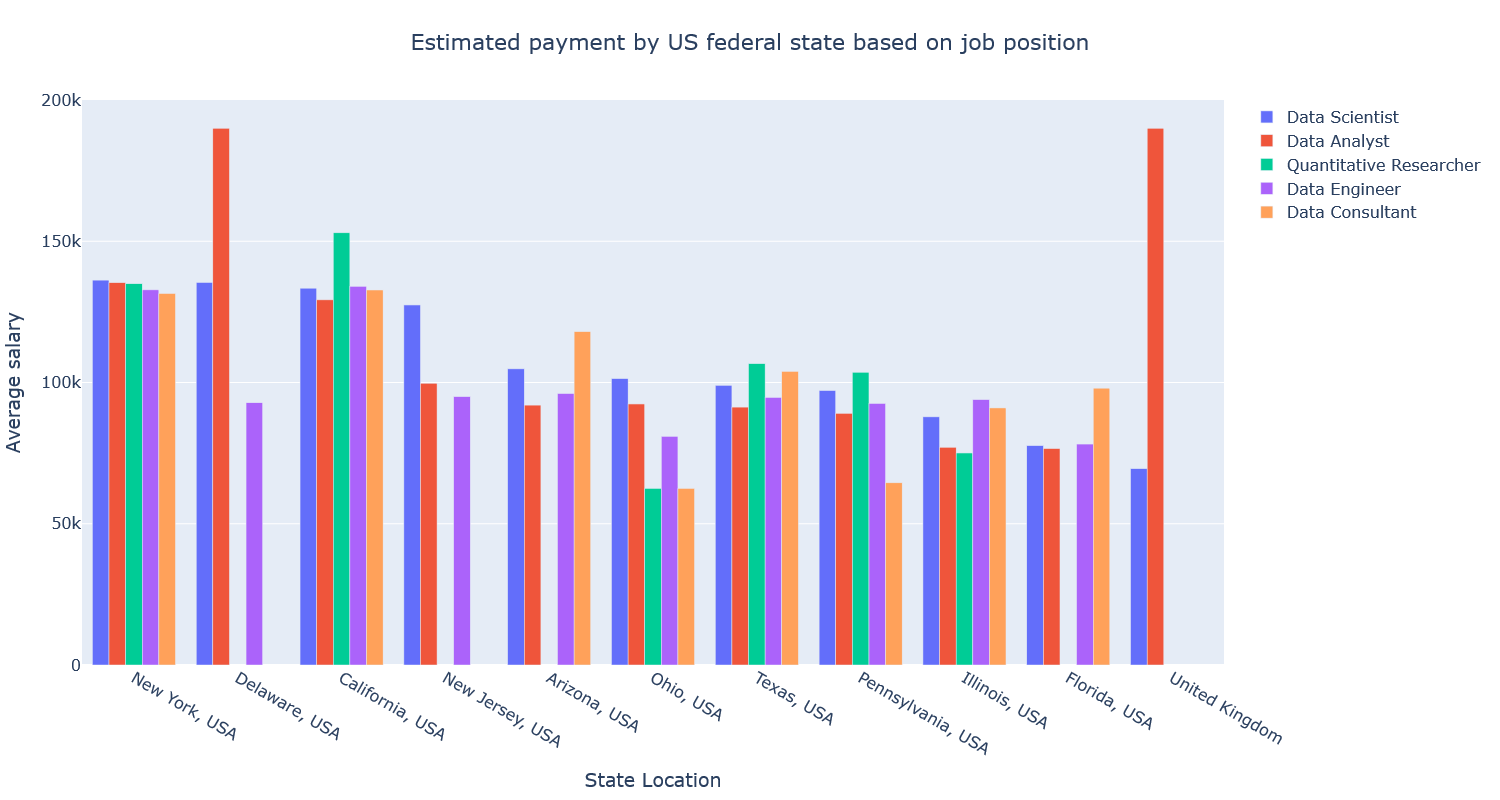 Estimated payment by US federal state based on job position
200k
150k
100k
50k
0
Average salary
New York, USA
Delaware, USA
California, USA
New Jersey, USA
Arizona, USA
Ohio, USA
Texas, USA
Pennsylvania, USA
Illinois, USA
Florida, USA
United Kingdom
State Location
Data Scientist
Data Analyst
Quantitative Researcher
Data Engineer
Data Consultant